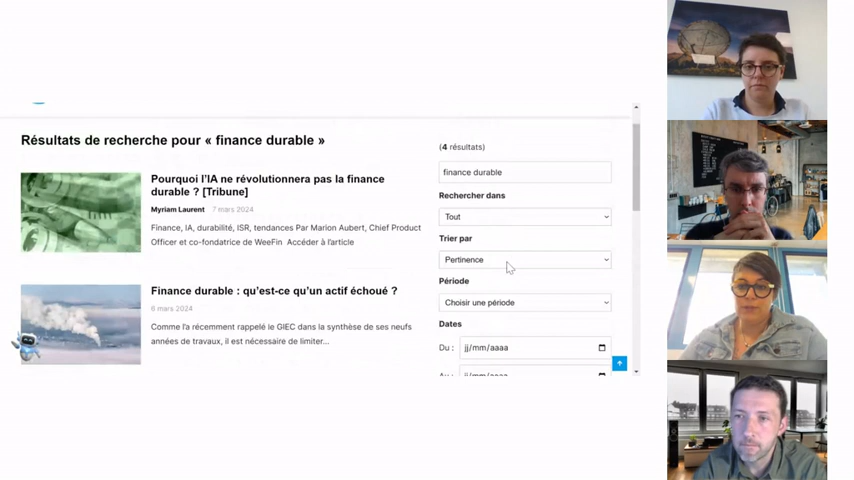 Résultats de recherche pour « finance durable »
Pourquoi l'IA ne révolutionnera pas la finance
durable ? [Tribune]
Myriam Laurent 7 mars 2024
Finance, IA, durabilité, ISR, tendances Par Marion Aubert, Chief Product
Officer et co-fondatrice de WeeFin Accéder à l'article
Finance durable : qu'est-ce qu'un actif échoué ?
6 mars 2024
Comme l'a récemment rappelé le GIEC dans la synthèse de ses neufs
années de travaux, il est nécessaire de limiter...
(4 résultats)
finance durable
Rechercher dans
Tout
Trier par
Pertinence
Période
Choisir une période
Dates
Du : jj/mm/aaaa